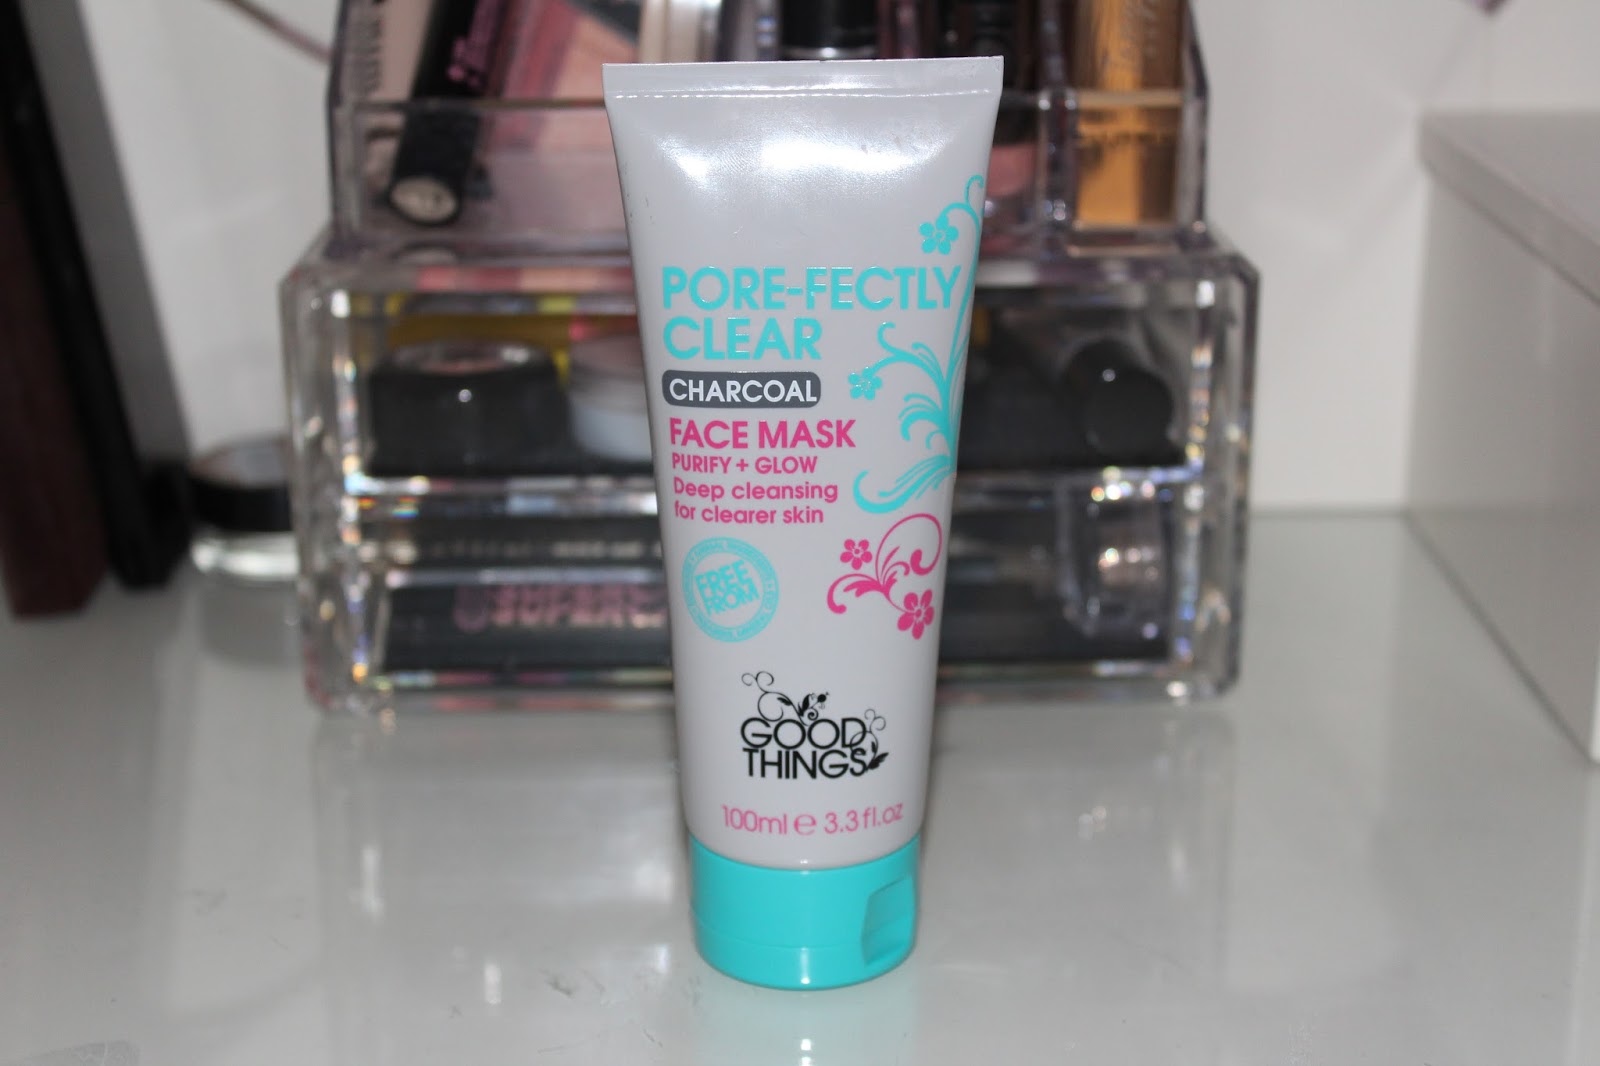 PORE-FECTLY
CLEAR
CHARCOAL
FACE MASK
PURIFY + GLOW
Deep cleansing
for clearer skin
FREE
FROM
GOOD
THINGS
100ml e 3.3 fl.oz
SUPER